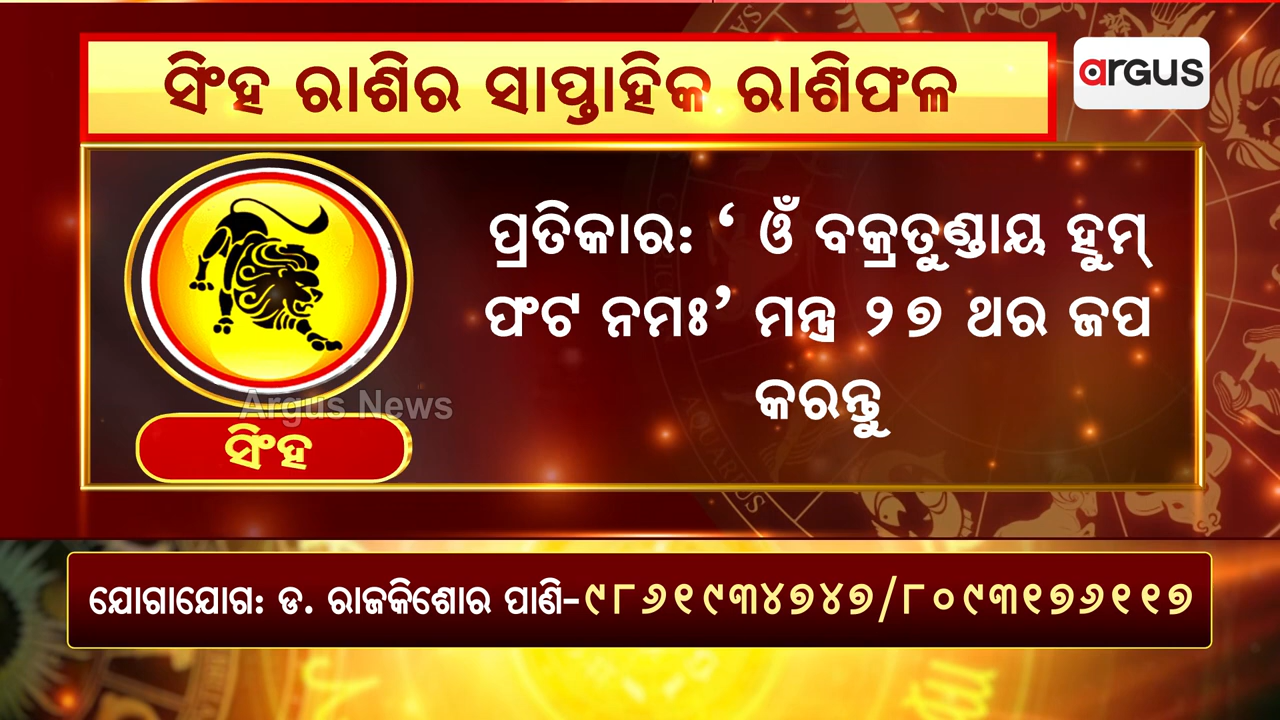 ସିଂହ ରାଶିର ସାପ୍ତାହିକ ରାଶିଫଳ
argus
ପ୍ରତିକାର: ‘ ଓଁ ବକ୍ରତୁଣ୍ଡାୟ ହୁମ୍
ଫଟ ନମଃ’ ମନ୍ତ୍ର ୨୭ ଥର ଜପ
କରନ୍ତୁ
Argus News
ସିଂହ
ଯୋଗାଯୋଗ: ଡ. ରାଜକିଶୋର ପାଣି-୯୮୬୧୯୩୪୭୪୭/୮୦୯୩୧୭୬୧୧୭